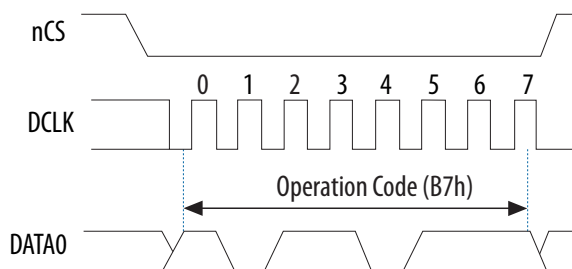 nCS
0 1 2 3 4 5 6 7
DCLK
Operation Code (B7h)
DATA0